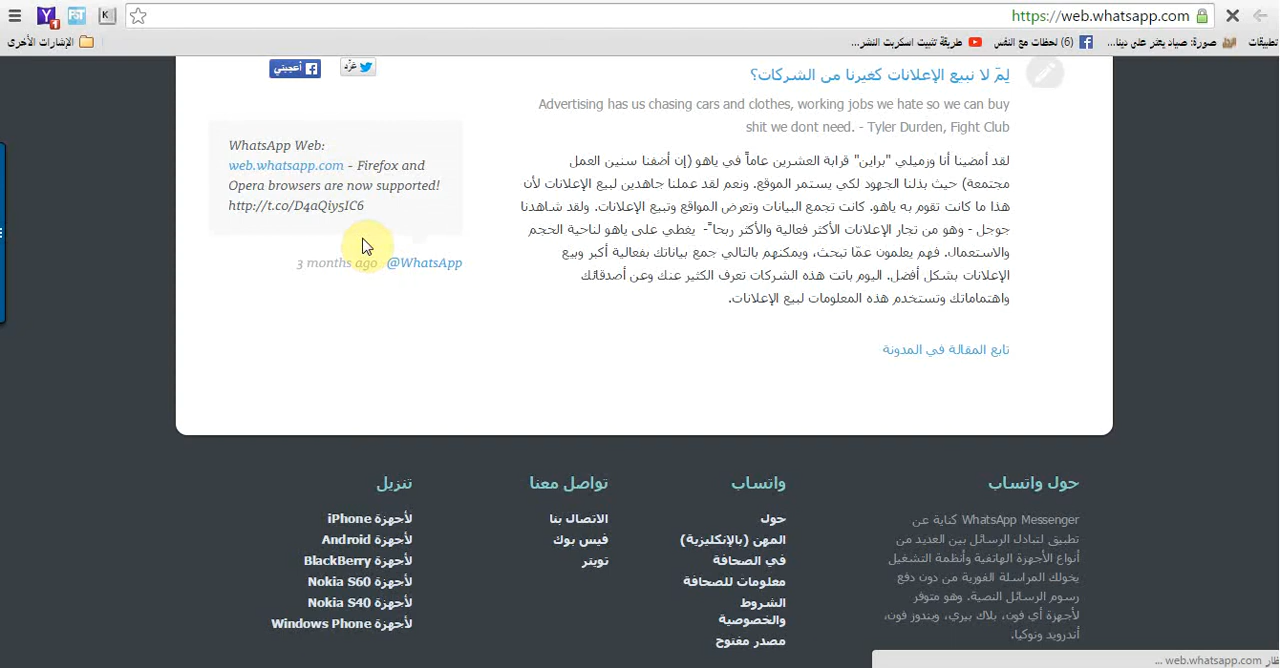 https://web.whatsapp.com
تطبيقات
صورة: صياد يعثر على دينا...
(6) لحظات مع النفس
طريقة تثبيت اسكربت النشر...
الإشارات الأخرى
لِمَ لا نبيع الإعلانات كغيرنا من الشركات؟
Advertising has us chasing cars and clothes, working jobs we hate so we can buy
shit we dont need. - Tyler Durden, Fight Club
لقد أمضينا أنا وزميلي "براين" قرابة العشرين عاماً في ياهو (إن أضفنا سنين العمل
مجتمعة) حيث بذلنا الجهود لكي يستمر الموقع. ونعم لقد عملنا جاهدين لبيع الإعلانات لأن
هذا ما كانت تقوم به ياهو. كانت تجمع البيانات وتعرض المواقع وتبيع الإعلانات. ولقد شاهدنا
جوجل - وهو من تجار الإعلانات الأكثر فعالية والأكثر ربحاً- يغطي على ياهو لناحية الحجم
والاستعمال. فهم يعلمون عمّا تبحث، ويمكنهم بالتالي جمع بياناتك بفعالية أكبر وبيع
الإعلانات بشكل أفضل. اليوم باتت هذه الشركات تعرف الكثير عنك وعن أصدقائك
واهتماماتك وتستخدم هذه المعلومات لبيع الإعلانات.
تابع المقالة في المدونة
غرّد
أعجبني
WhatsApp Web:
web.whatsapp.com - Firefox and
Opera browsers are now supported!
http://t.co/D4aQiy5IC6
3 months ago @WhatsApp
حول واتساب
WhatsApp Messenger كناية عن
تطبيق لتبادل الرسائل بين العديد من
أنواع الأجهزة الهاتفية وأنظمة التشغيل
يخولك المراسلة الفورية من دون دفع
رسوم الرسائل النصية. وهو متوفر
لأجهزة أي فون، بلاك بيري، ويندوز فون،
أندرويد ونوكيا.
واتساب
حول
المهن (بالإنكليزية)
في الصحافة
معلومات للصحافة
الشروط
والخصوصية
مصدر مفتوح
تواصل معنا
الاتصال بنا
فيس بوك
تويتر
تنزيل
لأجهزة iPhone
لأجهزة Android
لأجهزة BlackBerry
لأجهزة Nokia S60
لأجهزة Nokia S40
لأجهزة Windows Phone
web.whatsapp.com ...